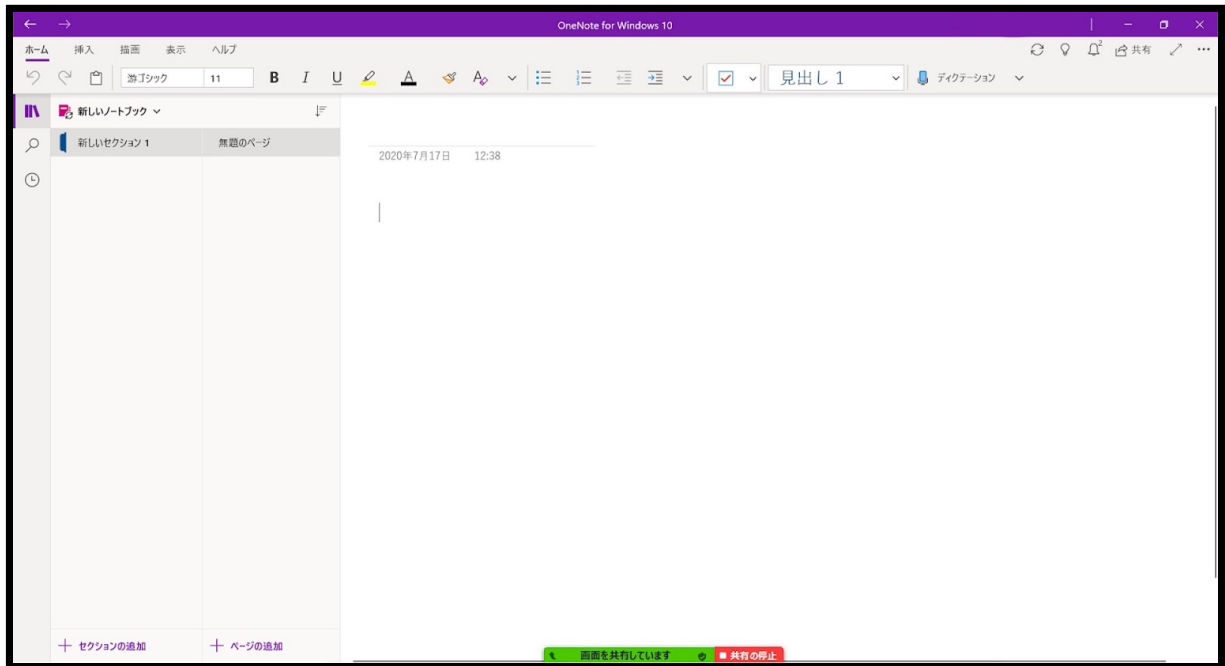 OneNote for Windows 10
ホーム 挿入 描画 表示 ヘルプ
2 共有
游ゴシック 11 B I U A A 見出し 1 ディクテーション
新しいノートブック
新しいセクション 1 無題のページ
2020年7月17日 12:38
セクションの追加 ページの追加
画面を共有しています 共有の停止